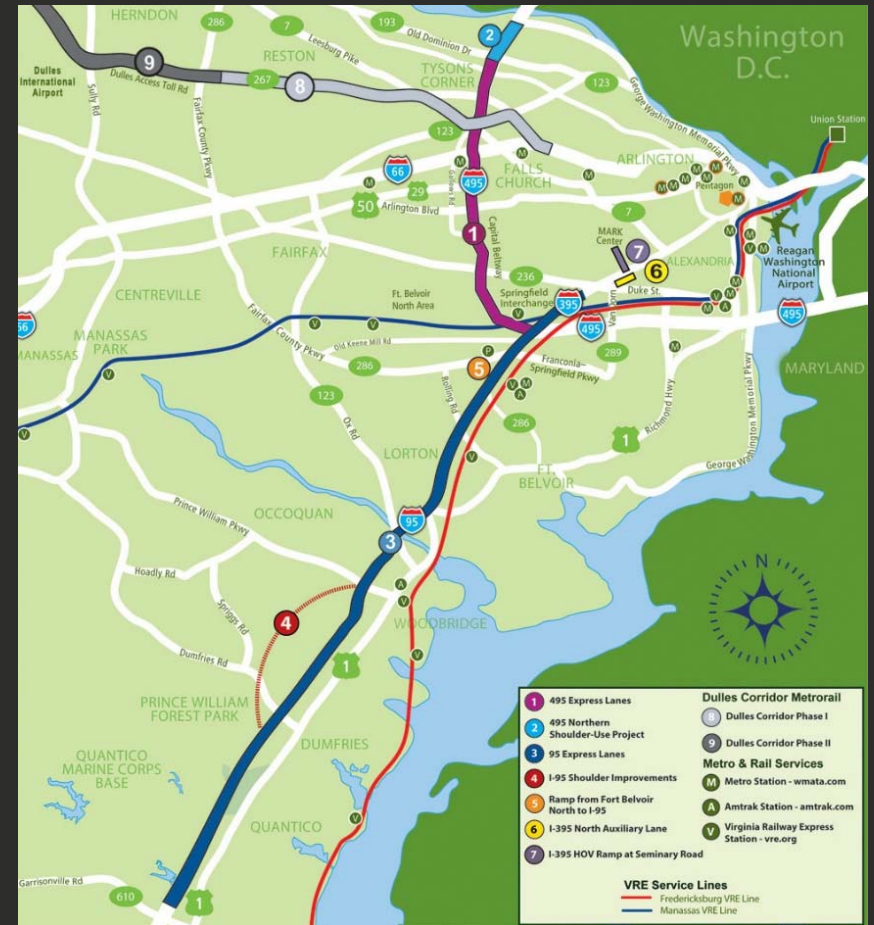 HERNDON
286
7
193
Old Dominion Dr
2
Washington
D.C.
Leesburg Pike
RESTON
TYSONS
CORNER
9
Dulles
International
Airport
Dulles Access Toll Rd
267
8
123
George Washington Memorial Pkwy
Sully Rd
Fairfax County Pkwy
Union Station
123
M
M
FALLS
CHURCH
ARLINGTON
66
495
Gallows Rd
M
M
M
M
M
M
M
M
M
Pentagon
M
29
50
Arlington Blvd
7
1
Capital Beltway
MARK
Center
7
M
M
V
M
Reagan
Washington
National
Airport
FAIRFAX
236
6
ALEXANDRIA
CENTREVILLE
Ft. Belvoir
North Area
Springfield
Interchange
395
Duke St.
Van Dorn
M
V
M
M
A
66
V
V
V
495
495
MANASSAS
PARK
MANASSAS
Fairfax County Pkwy
Old Keene Mill Rd
286
P
5
Franconia–
Springfield Pkwy
289
M
MARYLAND
V
Rolling Rd
V
M
A
123
Ox Rd
286
Richmond Hwy
George Washington Memorial Pkwy
V
LORTON
V
1
FT.
BELVOIR
Prince William Pkwy
OCCOQUAN
95
3
N
Hoadly Rd
A
V
Spriggs Rd
4
WOODBRIDGE
Dumfries Rd
1
V
PRINCE WILLIAM
FOREST PARK
DUMFRIES
QUANTICO
MARINE CORPS
BASE
QUANTICO
V
Garrisonville Rd
610
1
1 495 Express Lanes
2 495 Northern
Shoulder-Use Project
3 95 Express Lanes
4 I-95 Shoulder Improvements
5 Ramp from Fort Belvoir
North to I-95
6 I-395 North Auxiliary Lane
7 I-395 HOV Ramp at Seminary Road
Dulles Corridor Metrorail
8 Dulles Corridor Phase I
9 Dulles Corridor Phase II
Metro & Rail Services
M Metro Station - wmata.com
A Amtrak Station - amtrak.com
V Virginia Railway Express
Station - vre.org
VRE Service Lines
Fredericksburg VRE Line
Manassas VRE Line